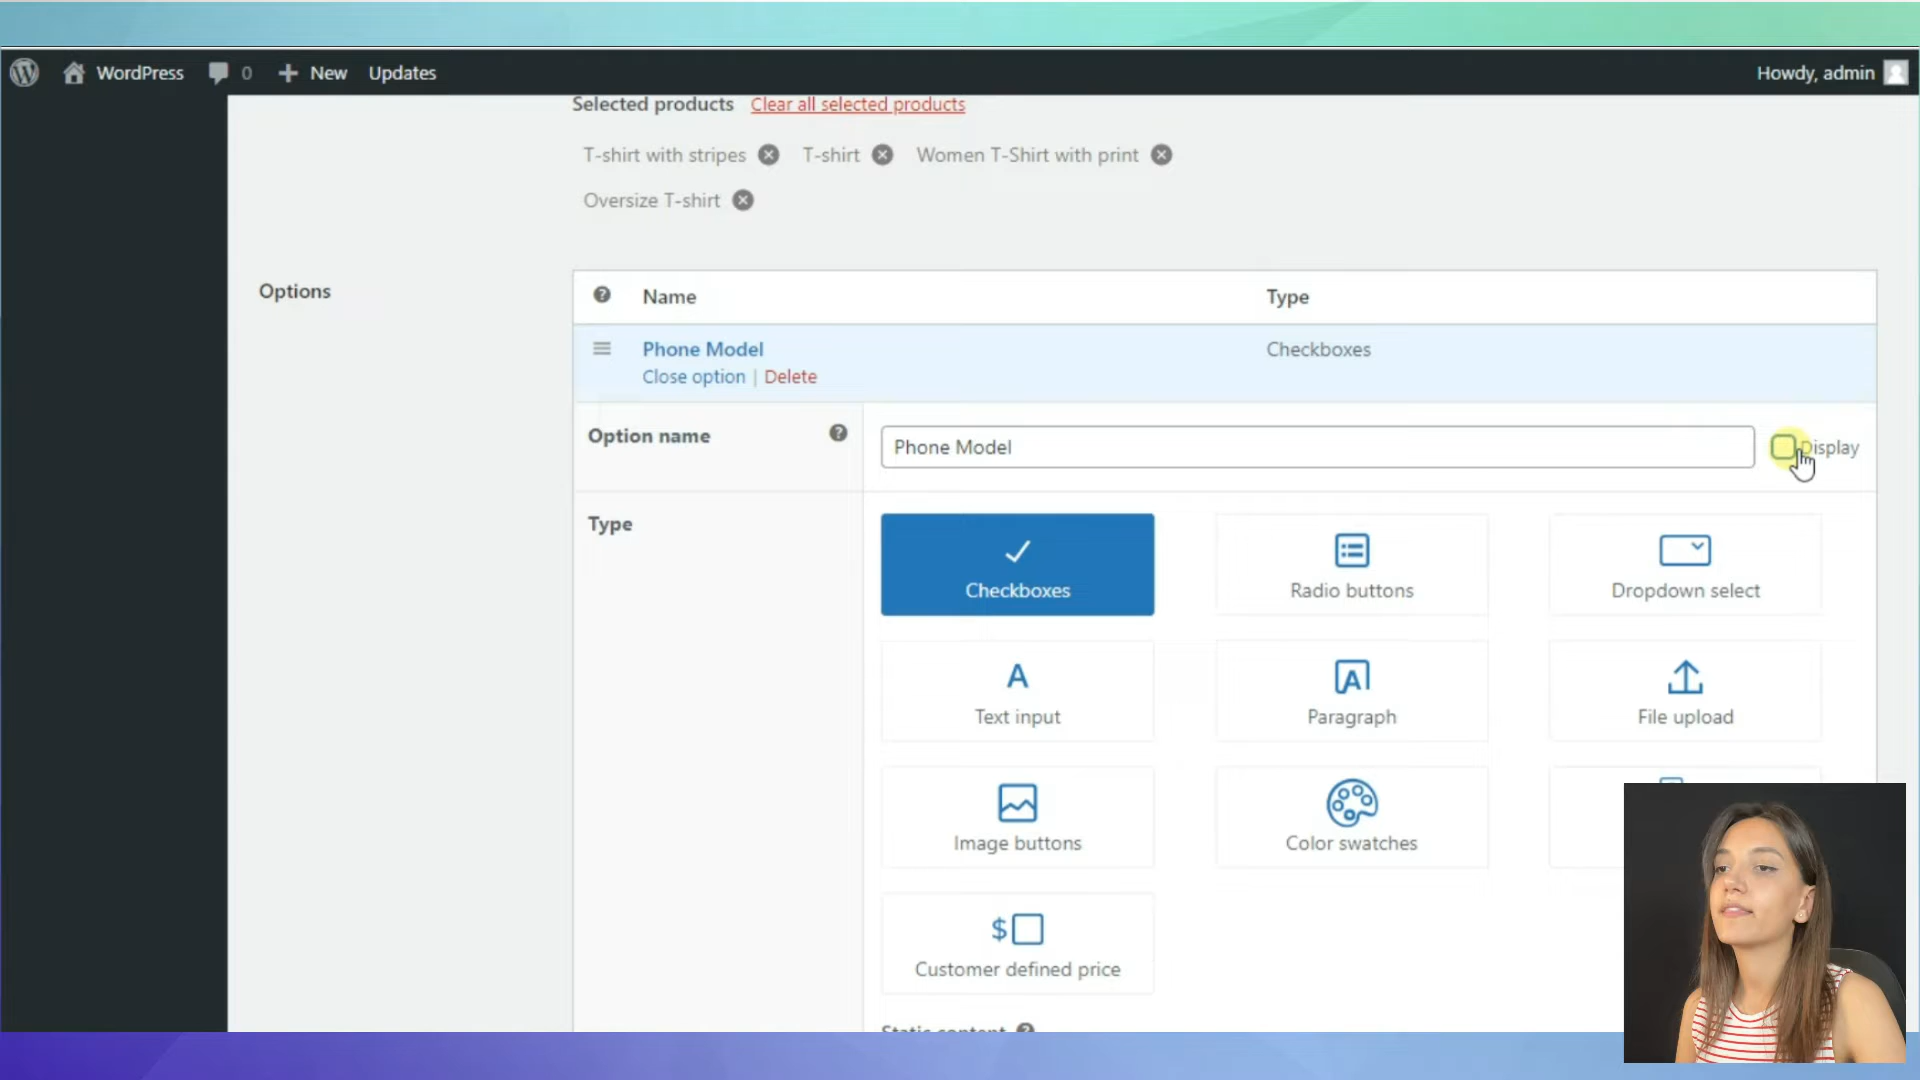 WordPress 0 New Updates Howdy, admin
Selected products Clear all selected products
T-shirt with stripes T-shirt Women T-Shirt with print
Oversize T-shirt
Options
Name Type
Phone Model Checkboxes
Close option | Delete
Option name Phone Model Display
Type
Checkboxes Radio buttons Dropdown select
A A
Text input Paragraph File upload
Image buttons Color swatches
$
Customer defined price
Static content